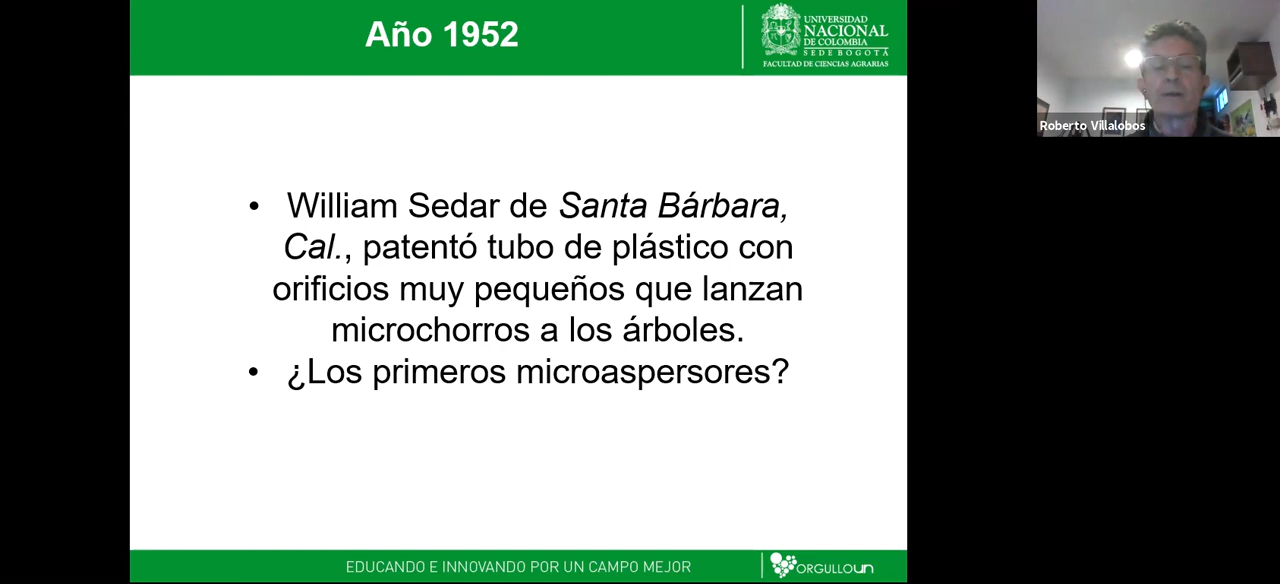 Año 1952
UNIVERSIDAD
NACIONAL
DE COLOMBIA
SEDE BOGOTÁ
FACULTAD DE CIENCIAS AGRARIAS
Roberto Villalobos
• William Sedar de Santa Bárbara,
Cal., patentó tubo de plástico con
orificios muy pequeños que lanzan
microchorros a los árboles.
• ¿Los primeros microaspersores?
EDUCANDO E INNOVANDO POR UN CAMPO MEJOR
ORGULLOUN